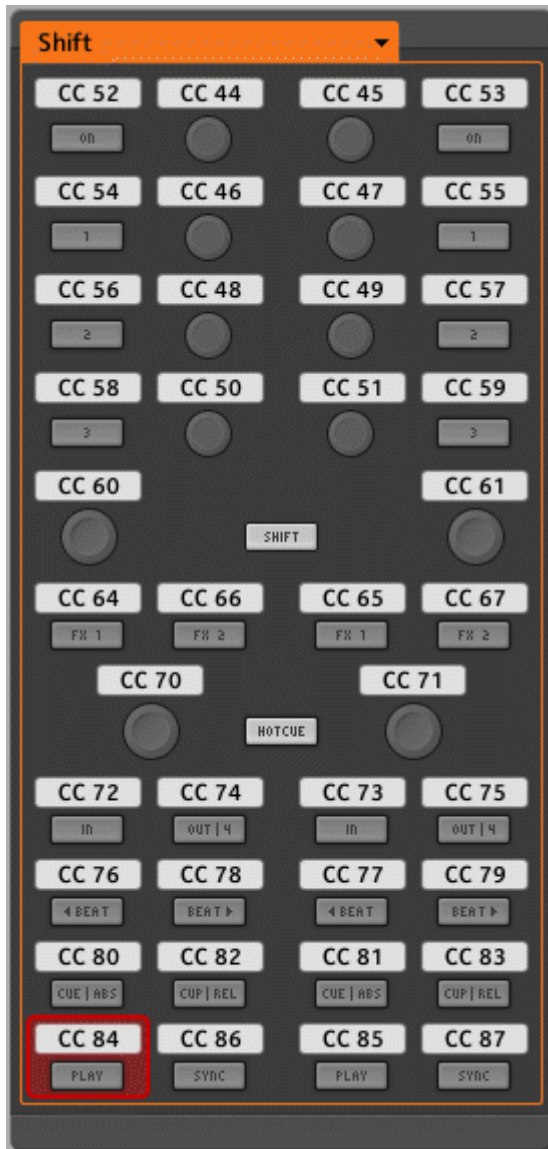 Shift
CC 52 CC 44 CC 45 CC 53
on on
CC 54 CC 46 CC 47 CC 55
1 1
CC 56 CC 48 CC 49 CC 57
2 2
CC 58 CC 50 CC 51 CC 59
3 3
CC 60 CC 61
SHIFT
CC 64 CC 66 CC 65 CC 67
FX 1 FX 2 FX 1 FX 2
CC 70 CC 71
HOTCUE
CC 72 CC 74 CC 73 CC 75
IN OUT | 4 IN OUT | 4
CC 76 CC 78 CC 77 CC 79
◀ BEAT BEAT ▶ ◀ BEAT BEAT ▶
CC 80 CC 82 CC 81 CC 83
CUE | ABS CUP | REL CUE | ABS CUP | REL
CC 84 CC 86 CC 85 CC 87
PLAY SYNC PLAY SYNC